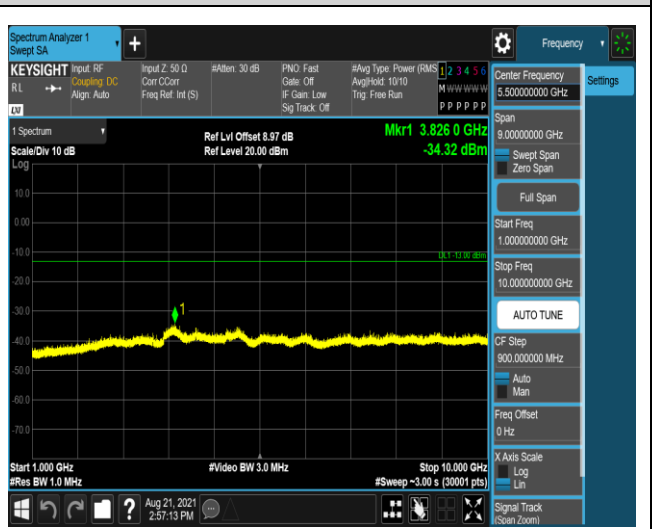 Spectrum Analyzer 1
Swept SA
+
Frequency
KEYSIGHT
RL
LXI
Input: RF
Coupling: DC
Align: Auto
Input Z: 50 Ω
Corr CCorr
Freq Ref: Int (S)
#Atten: 30 dB
PNO: Fast
Gate: Off
IF Gain: Low
Sig Track: Off
#Avg Type: Power (RMS
Avg|Hold: 10/10
Trig: Free Run
1 2 3 4 5 6
M W W W W W
P P P P P P
1 Spectrum
Scale/Div 10 dB
Log
Ref Lvl Offset 8.97 dB
Ref Level 20.00 dBm
Mkr1 3.826 0 GHz
-34.32 dBm
10.0
0.00
-10.0
DL1 -13.00 dBm
-20.0
-30.0
1
-40.0
-50.0
-60.0
-70.0
Start 1.000 GHz
#Res BW 1.0 MHz
#Video BW 3.0 MHz
Stop 10.000 GHz
#Sweep ~3.00 s (30001 pts)
Aug 21, 2021
2:57:13 PM
Center Frequency
5.500000000 GHz
Settings
Span
9.00000000 GHz
Swept Span
Zero Span
Full Span
Start Freq
1.000000000 GHz
Stop Freq
10.000000000 GHz
AUTO TUNE
CF Step
900.000000 MHz
Auto
Man
Freq Offset
0 Hz
X Axis Scale
Log
Lin
Signal Track
(Span Zoom)